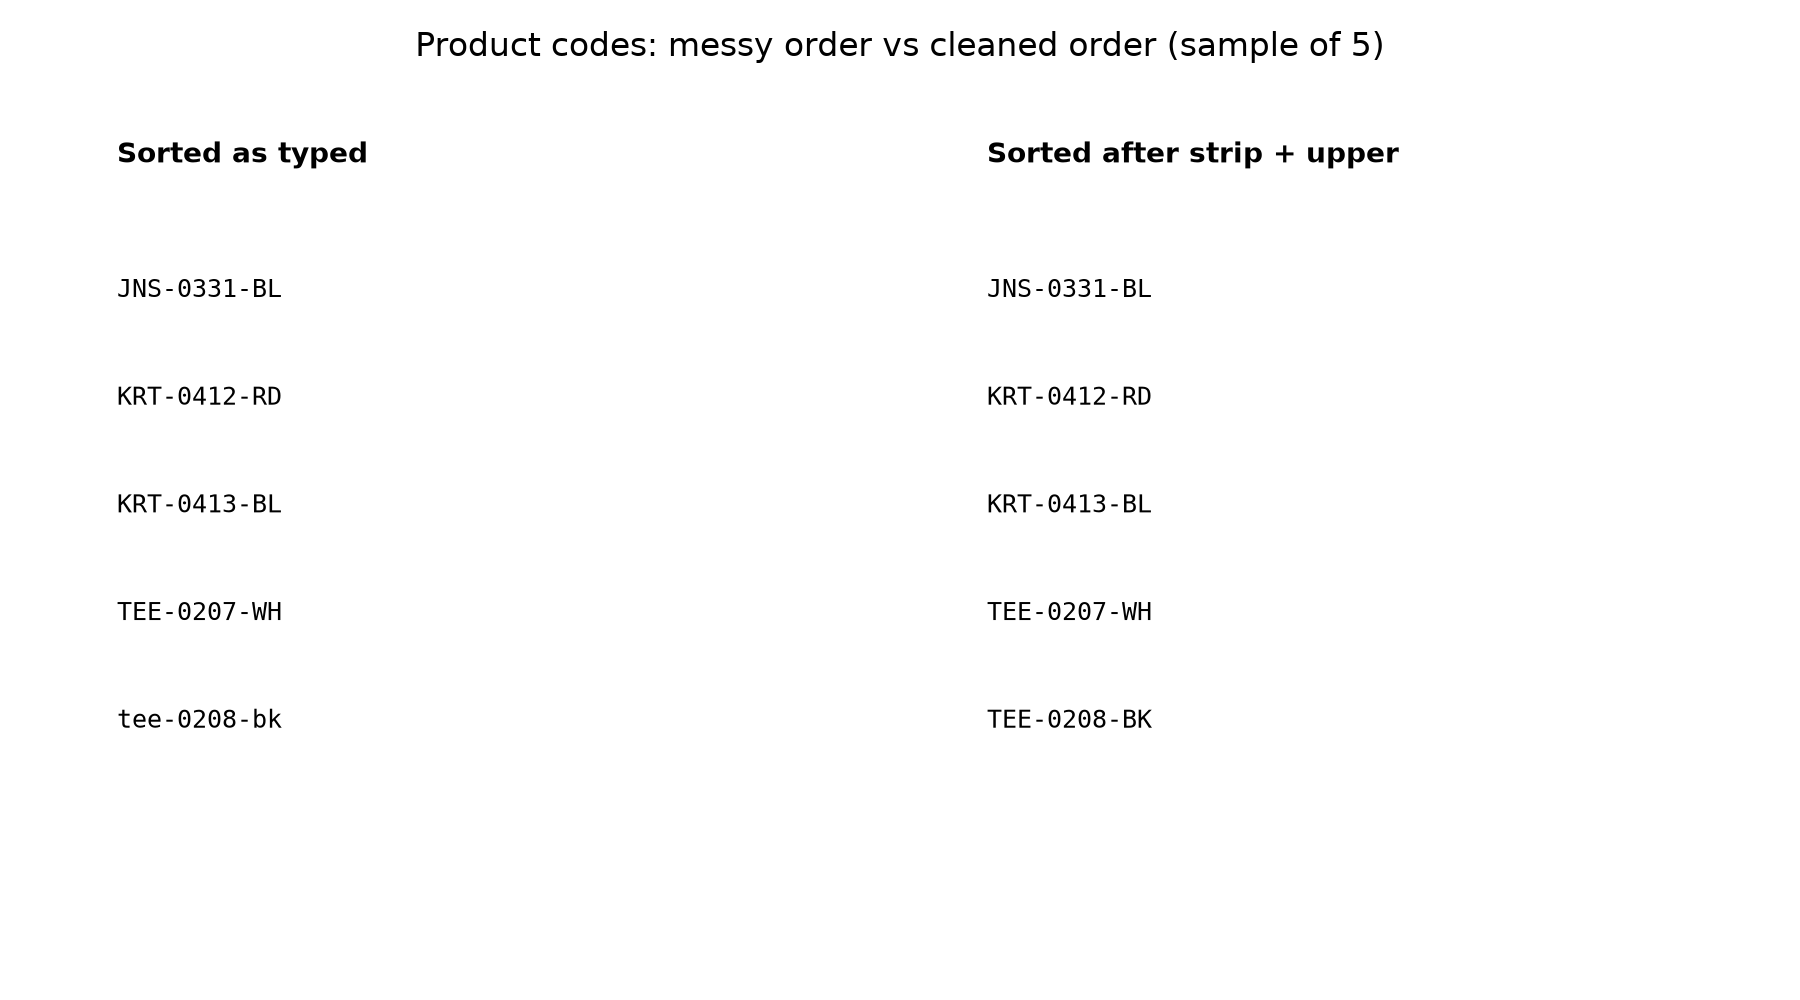 Product codes: messy order vs cleaned order (sample of 5)
Sorted as typed
JNS-0331-BL
KRT-0412-RD
KRT-0413-BL
TEE-0207-WH
tee-0208-bk
Sorted after strip + upper
JNS-0331-BL
KRT-0412-RD
KRT-0413-BL
TEE-0207-WH
TEE-0208-BK